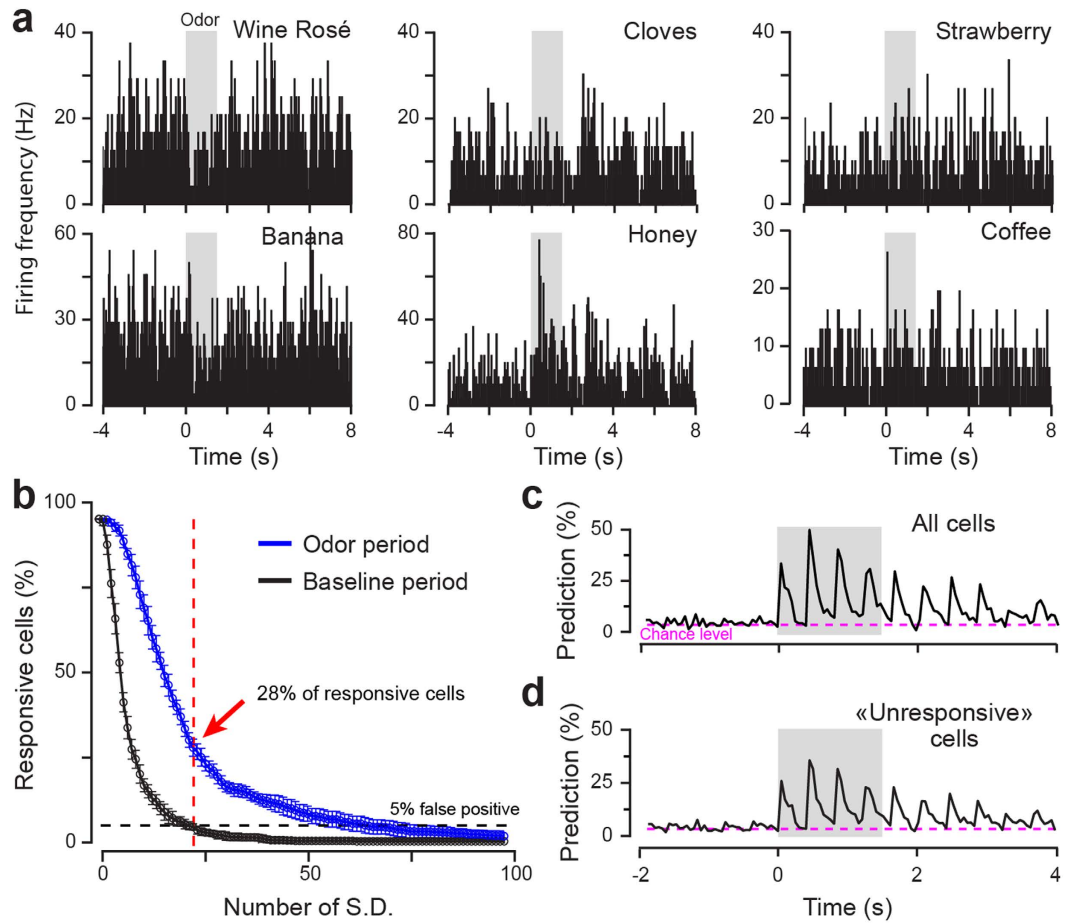 a
Odor
Wine Rosé
Cloves
Strawberry
40
20
0
40
20
0
40
20
0
Firing frequency (Hz)
Banana
Honey
Coffee
60
30
0
80
40
0
30
20
10
0
-4 0 4 8
-4 0 4 8
-4 0 4 8
Time (s)
Time (s)
Time (s)
b
100
50
0
Responsive cells (%)
Odor period
Baseline period
28% of responsive cells
5% false positive
0 50 100
Number of S.D.
c
All cells
Prediction (%)
50
25
0
Chance level
-2 0 2 4
d
«Unresponsive»
cells
Prediction (%)
50
25
0
-2 0 2 4
Time (s)